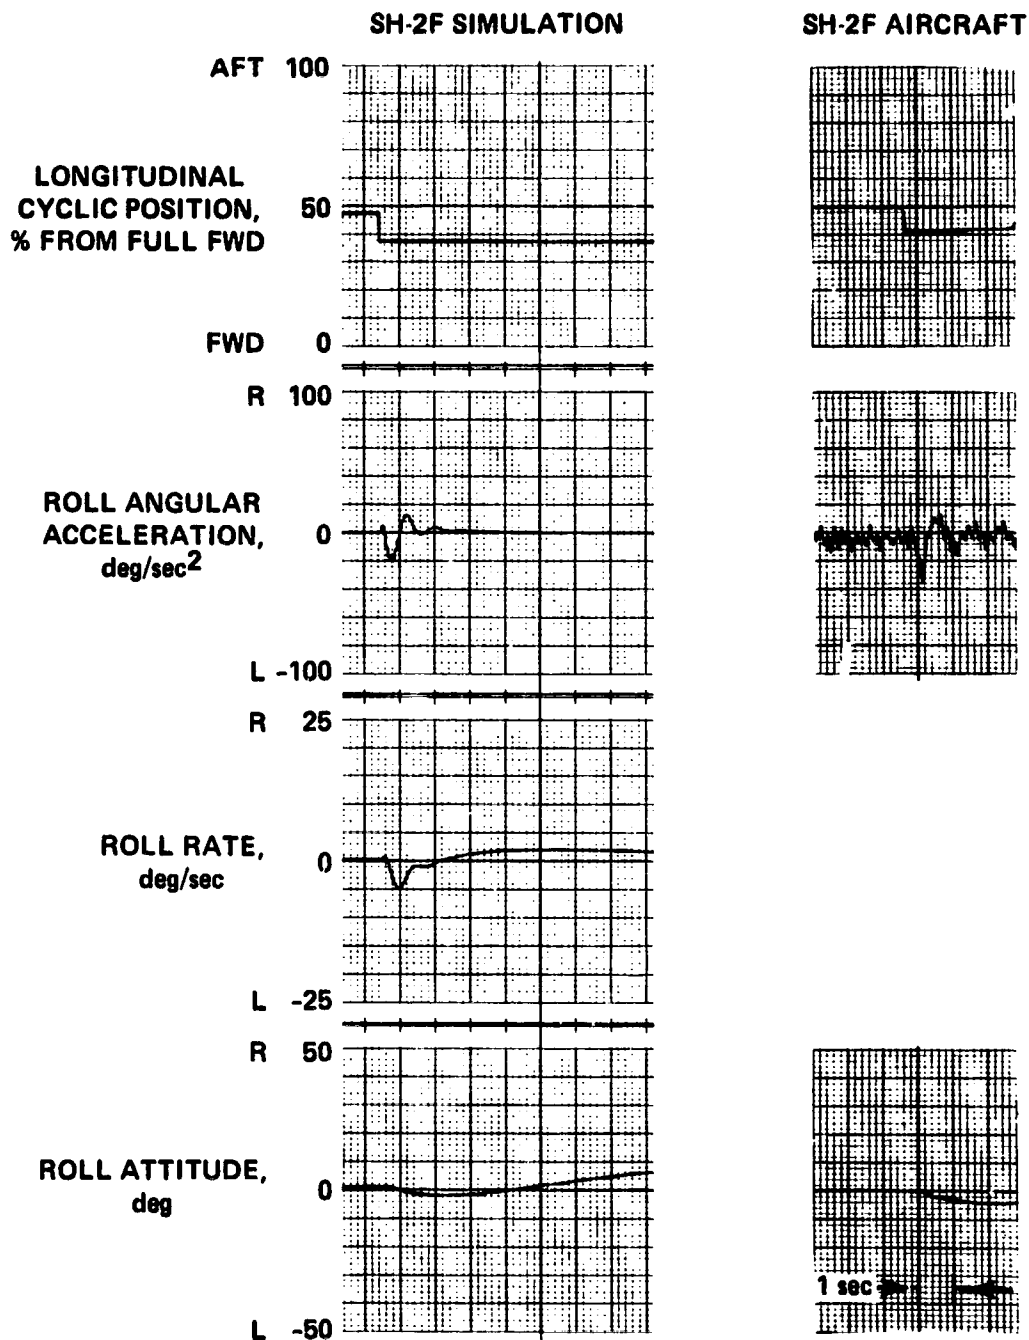 SH-2F SIMULATION
SH-2F AIRCRAFT
AFT 100
LONGITUDINAL
CYCLIC POSITION,
% FROM FULL FWD
50
FWD 0
R 100
ROLL ANGULAR
ACCELERATION,
deg/sec2
0
L -100
R 25
ROLL RATE,
deg/sec
0
L -25
R 50
ROLL ATTITUDE,
deg
0
1 sec
L -50